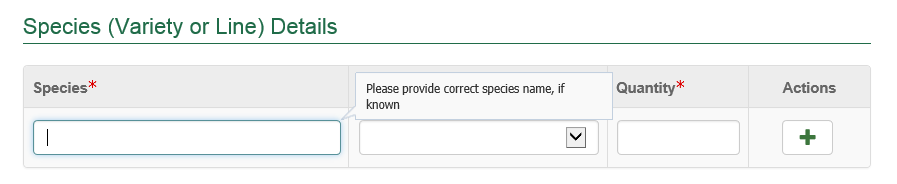 Species (Variety or Line) Details
Species*
Please provide correct species name, if
known
Quantity*
Actions